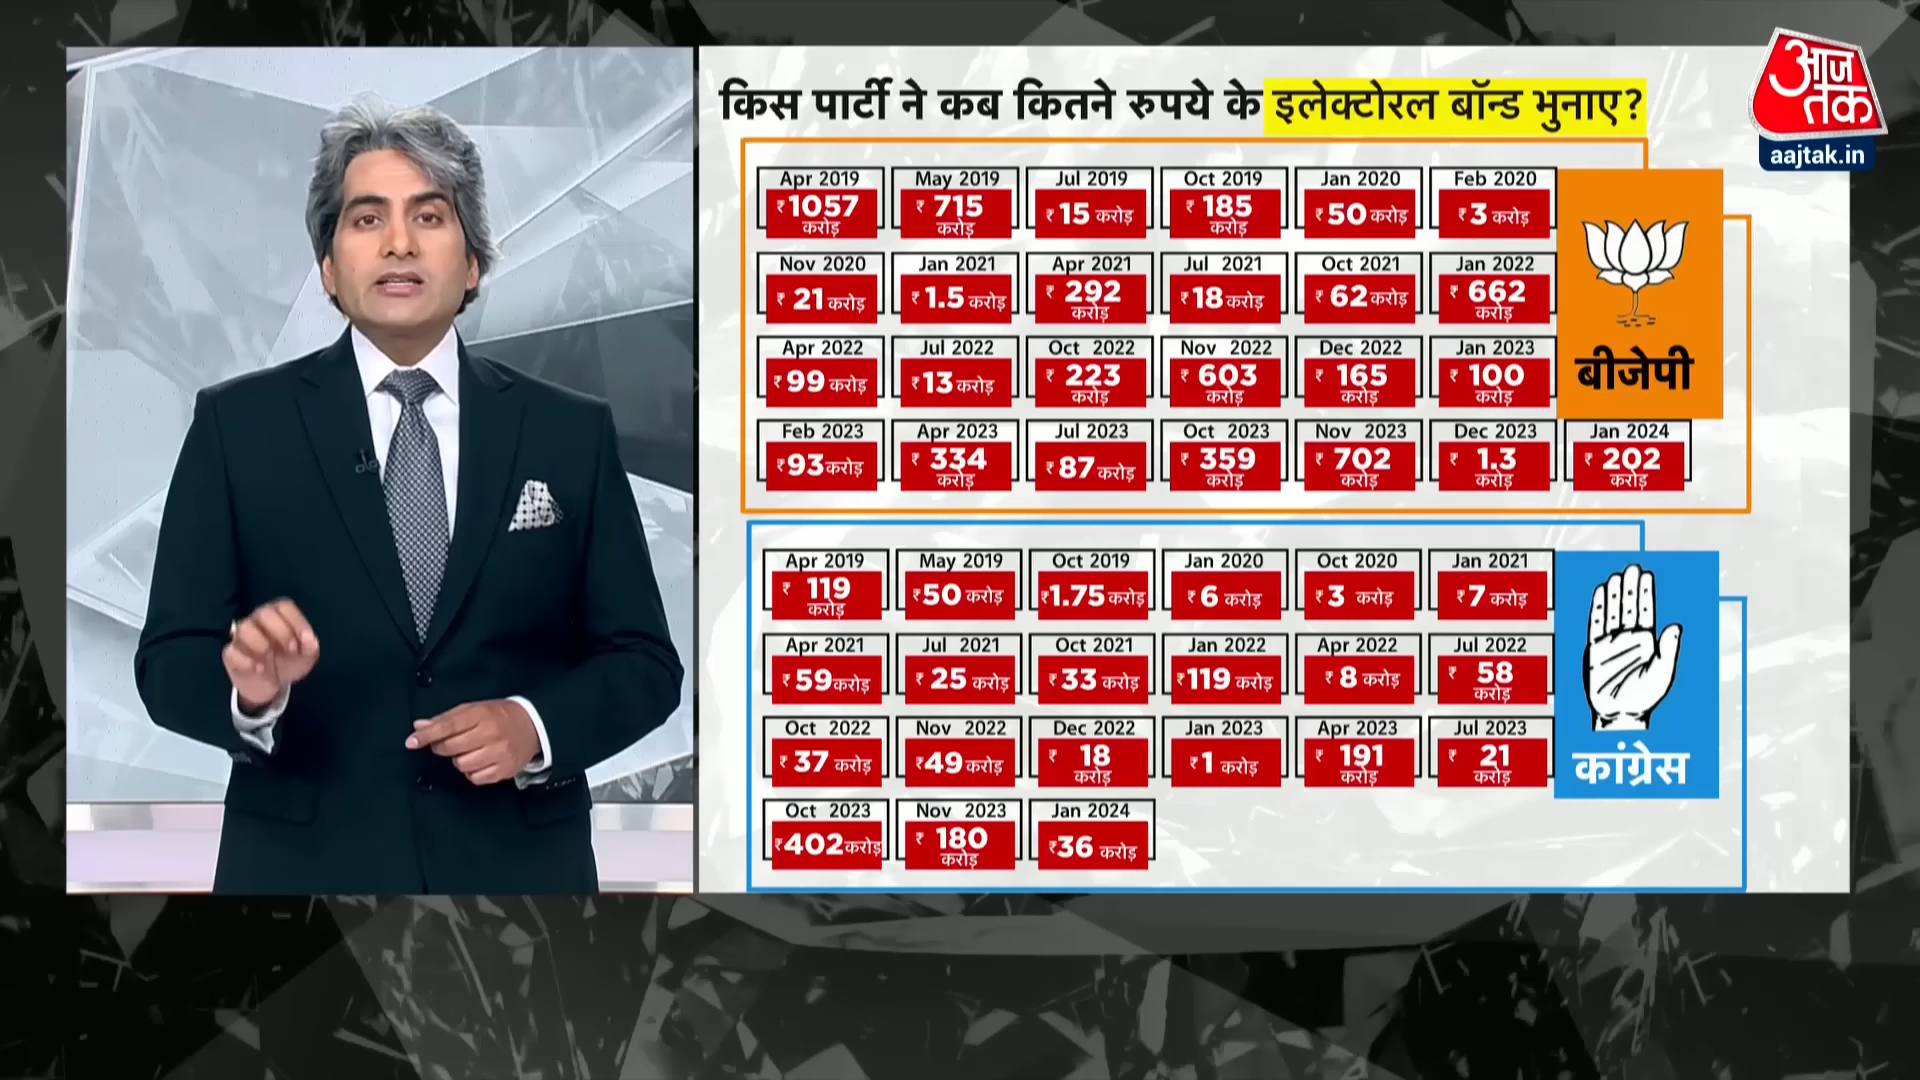 किस पार्टी ने कब कितने रुपये के इलेक्टोरल बॉन्ड भुनाए?
आज तक
aajtak.in
Apr 2019
₹1057 करोड़
May 2019
₹ 715 करोड़
Jul 2019
₹ 15 करोड़
Oct 2019
₹ 185 करोड़
Jan 2020
₹ 50 करोड़
Feb 2020
₹ 3 करोड़
Nov 2020
₹ 21 करोड़
Jan 2021
₹ 1.5 करोड़
Apr 2021
₹ 292 करोड़
Jul 2021
₹ 18 करोड़
Oct 2021
₹ 62 करोड़
Jan 2022
₹ 662 करोड़
Apr 2022
₹ 99 करोड़
Jul 2022
₹ 13 करोड़
Oct 2022
₹ 223 करोड़
Nov 2022
₹ 603 करोड़
Dec 2022
₹ 165 करोड़
Jan 2023
₹ 100 करोड़
Feb 2023
₹ 93 करोड़
Apr 2023
₹ 334 करोड़
Jul 2023
₹ 87 करोड़
Oct 2023
₹ 359 करोड़
Nov 2023
₹ 702 करोड़
Dec 2023
₹ 1.3 करोड़
Jan 2024
₹ 202 करोड़
बीजेपी
Apr 2019
₹ 119 करोड़
May 2019
₹ 50 करोड़
Oct 2019
₹ 1.75 करोड़
Jan 2020
₹ 6 करोड़
Oct 2020
₹ 3 करोड़
Jan 2021
₹ 7 करोड़
Apr 2021
₹ 59 करोड़
Jul 2021
₹ 25 करोड़
Oct 2021
₹ 33 करोड़
Jan 2022
₹ 119 करोड़
Apr 2022
₹ 8 करोड़
Jul 2022
₹ 58 करोड़
Oct 2022
₹ 37 करोड़
Nov 2022
₹ 49 करोड़
Dec 2022
₹ 18 करोड़
Jan 2023
₹ 1 करोड़
Apr 2023
₹ 191 करोड़
Jul 2023
₹ 21 करोड़
Oct 2023
₹ 402 करोड़
Nov 2023
₹ 180 करोड़
Jan 2024
₹ 36 करोड़
कांग्रेस